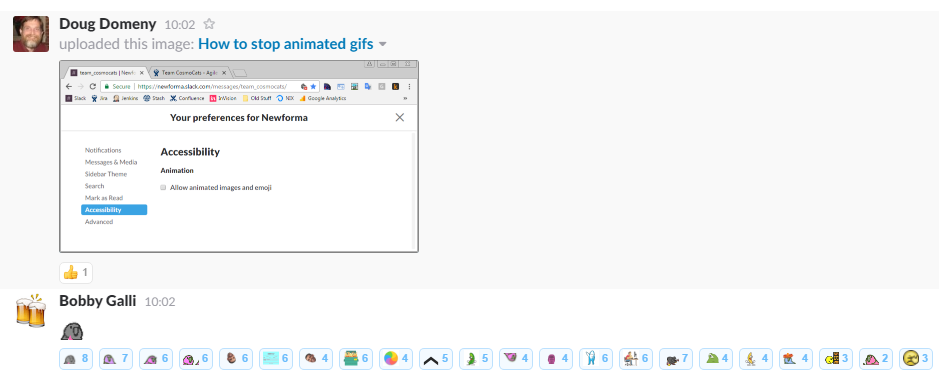 Doug Domeny 10:02
uploaded this image: How to stop animated gifs
team_cosmocats | Newfo × Team CosmoCats - Agile ×
Secure | https://newforma.slack.com/messages/team_cosmocats/
Slack Jira Jenkins Stash Confluence InVision Old Stuff NIX Google Analytics »
Your preferences for Newforma
Notifications
Messages & Media
Sidebar Theme
Search
Mark as Read
Accessibility
Advanced
Accessibility
Animation
Allow animated images and emoji
1
Bobby Galli 10:02
8 7 6 6 6 6 4 6 4 5 5 4 4 6 6 7 4 4 4 3 2 3